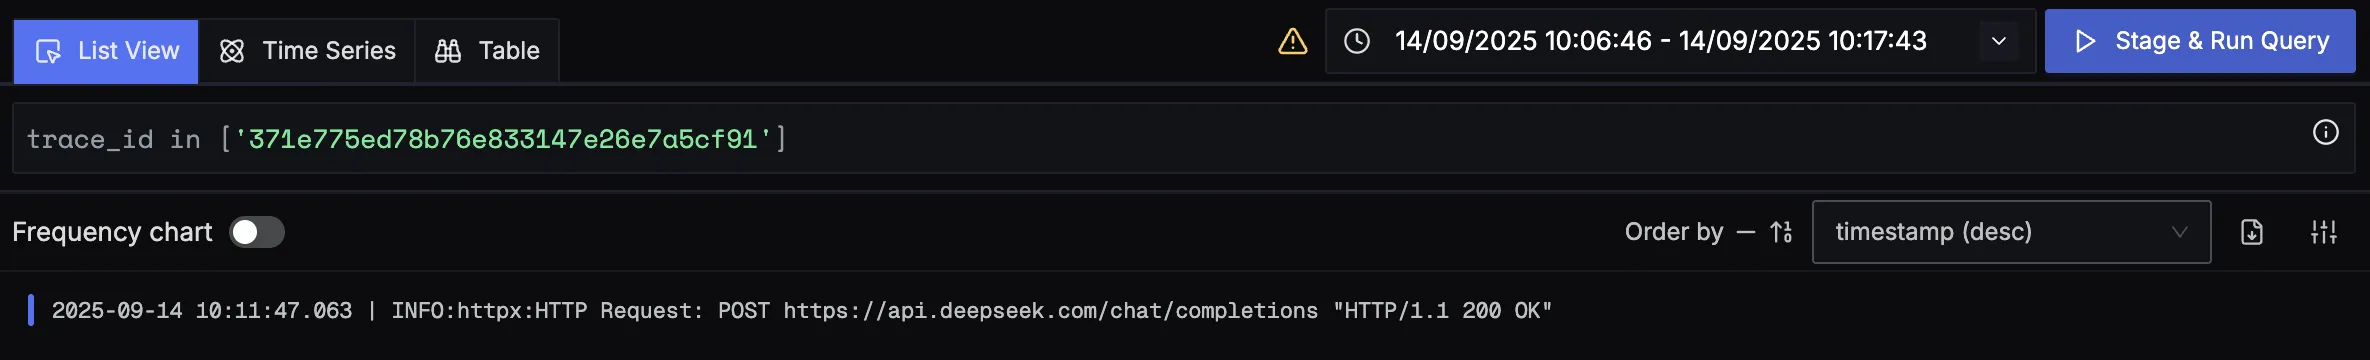 List View
Time Series
Table
14/09/2025 10:06:46 - 14/09/2025 10:17:43
Stage & Run Query
trace_id in ['371e775ed78b76e833147e26e7a5cf91']
Frequency chart
Order by
timestamp (desc)
2025-09-14 10:11:47.063 | INFO:httpx:HTTP Request: POST https://api.deepseek.com/chat/completions "HTTP/1.1 200 OK"